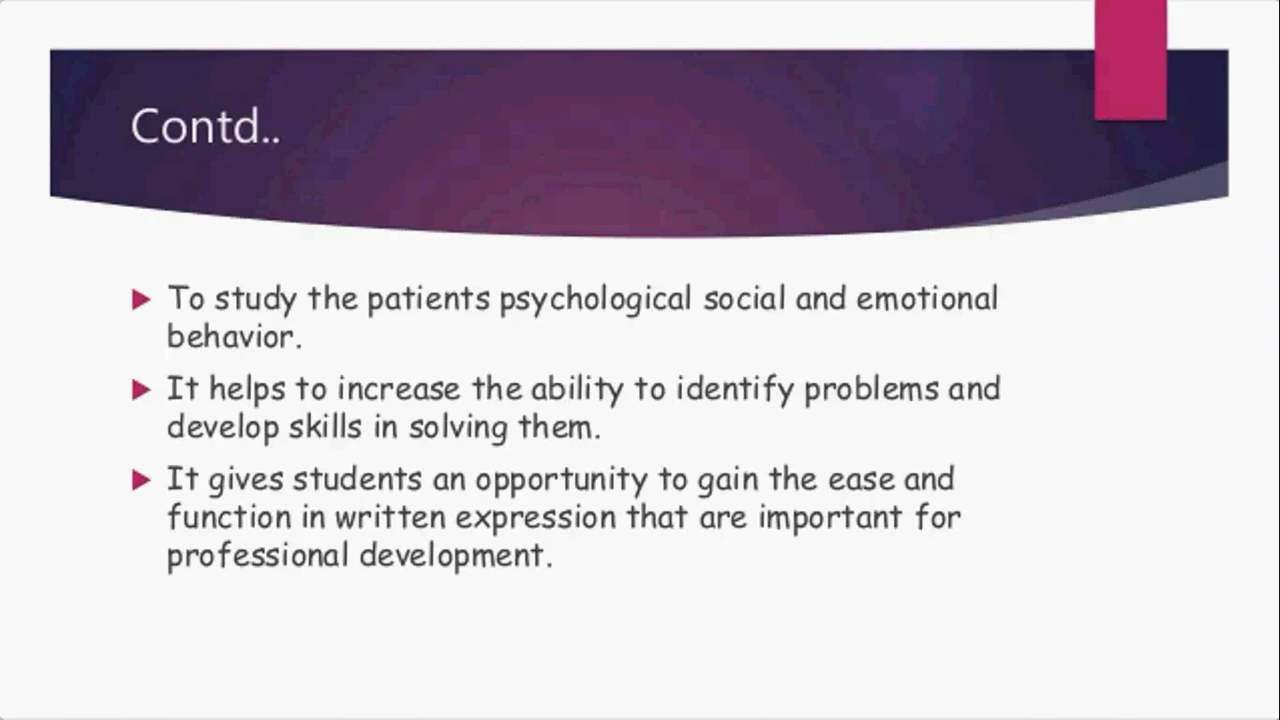 Contd..
To study the patients psychological social and emotional
behavior.
It helps to increase the ability to identify problems and
develop skills in solving them.
It gives students an opportunity to gain the ease and
function in written expression that are important for
professional development.